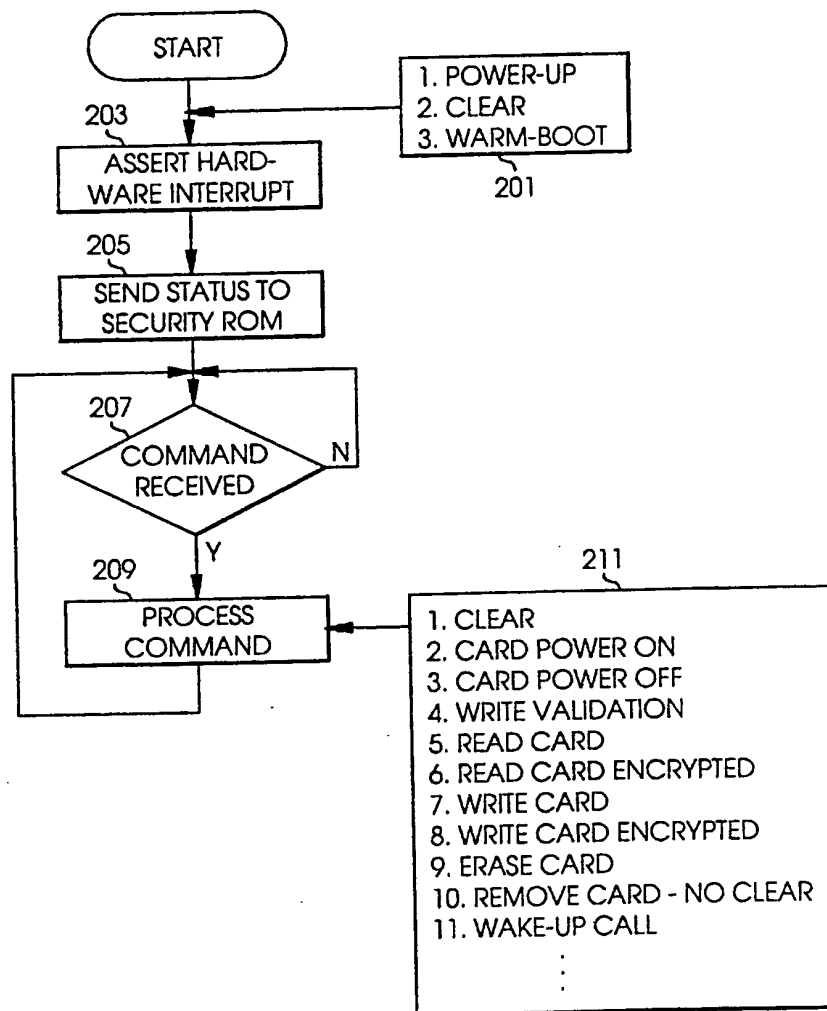 START
1. POWER-UP
2. CLEAR
3. WARM-BOOT
201
203
ASSERT HARD-
WARE INTERRUPT
205
SEND STATUS TO
SECURITY ROM
207
COMMAND
RECEIVED
N
Y
209
PROCESS
COMMAND
211
1. CLEAR
2. CARD POWER ON
3. CARD POWER OFF
4. WRITE VALIDATION
5. READ CARD
6. READ CARD ENCRYPTED
7. WRITE CARD
8. WRITE CARD ENCRYPTED
9. ERASE CARD
10. REMOVE CARD - NO CLEAR
11. WAKE-UP CALL